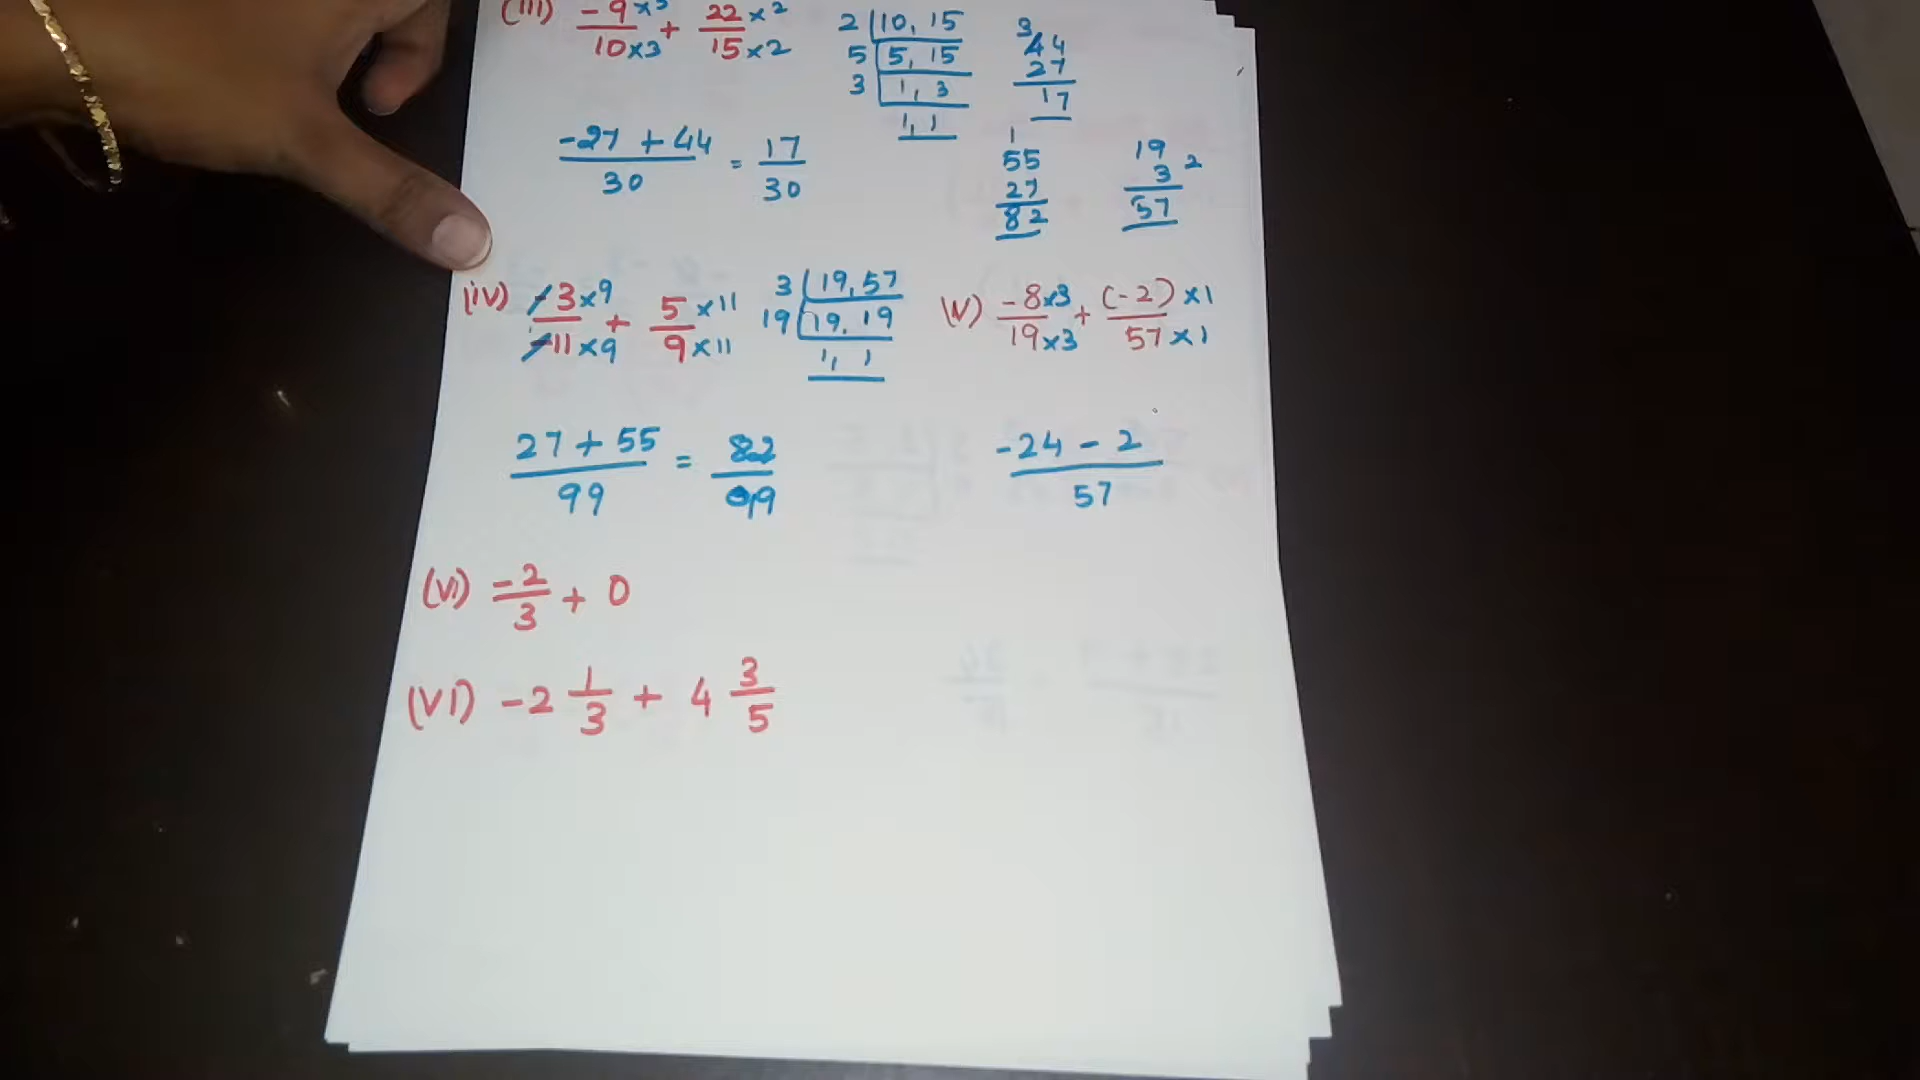 (iii) -9×3/10×3 + 22×2/15×2
2 | 10, 15
5 | 5, 15
3 | 1, 3
1, 1
3
44
27
17
-27 + 44/30 = 17/30
1
55
27
82
19
3 2
57
(iv) -3×9/-11×9 + 5×11/9×11
3 | 19, 57
19 | 19, 19
1, 1
(V) -8×3/19×3 + (-2)×1/57×1
27 + 55/99 = 82/99
-24 - 2/57
(Vi) -2/3 + 0
(VI) -2 1/3 + 4 3/5